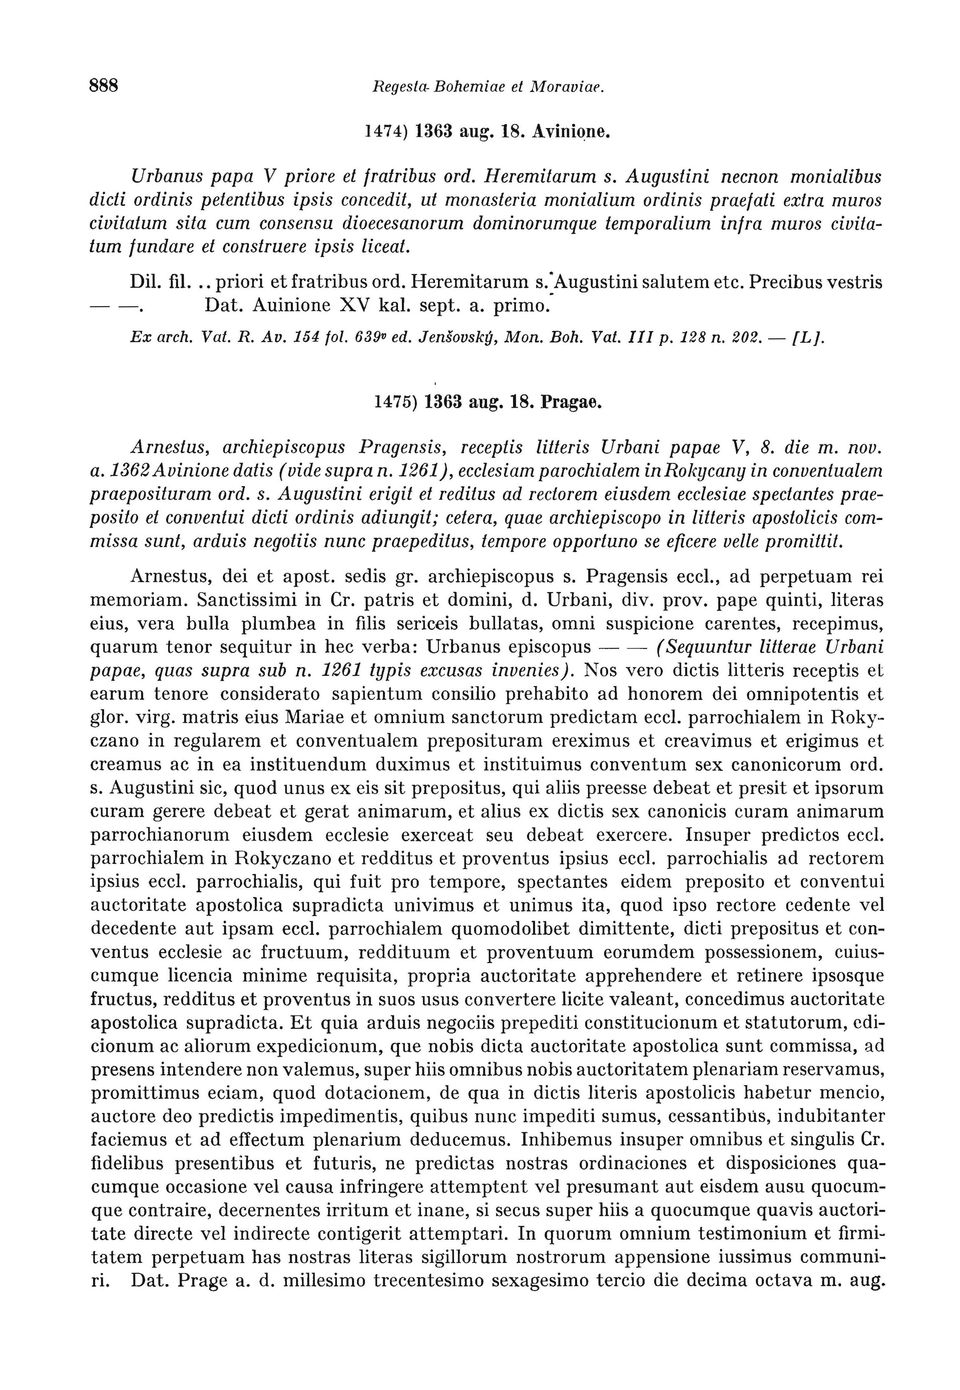 888 Regesta Bohemiae et Moraviae.
1474) 1363 aug. 18. Avinione.
Urbanus papa V priore et fratribus ord. Heremitarum s. Augustini necnon monialibus
dicti ordinis petentibus ipsis concedit, ut monasteria monialium ordinis praefati extra muros
civitatum sita cum consensu dioecesanorum dominorumque temporalium infra muros civita-
tum fundare et construere ipsis liceat.
Dil. fil. .. priori et fratribus ord. Heremitarum s. Augustini salutem etc. Precibus vestris
— —. Dat. Auinione XV kal. sept. a. primo.
Ex arch. Vat. R. Av. 154 fol. 639v ed. Jenšovský, Mon. Boh. Vat. III p. 128 n. 202. — [L].
1475) 1363 aug. 18. Pragae.
Arnestus, archiepiscopus Pragensis, receptis litteris Urbani papae V, 8. die m. nov.
a. 1362 Avinione datis (vide supra n. 1261), ecclesiam parochialem in Rokycany in conventualem
praeposituram ord. s. Augustini erigit et reditus ad rectorem eiusdem ecclesiae spectantes prae-
posito et conventui dicti ordinis adiungit; cetera, quae archiepiscopo in litteris apostolicis com-
missa sunt, arduis negotiis nunc praepeditus, tempore opportuno se eficere velle promittit.
Arnestus, dei et apost. sedis gr. archiepiscopus s. Pragensis eccl., ad perpetuam rei
memoriam. Sanctissimi in Cr. patris et domini, d. Urbani, div. prov. pape quinti, literas
eius, vera bulla plumbea in filis sericeis bullatas, omni suspicione carentes, recepimus,
quarum tenor sequitur in hec verba: Urbanus episcopus — — (Sequuntur litterae Urbani
papae, quas supra sub n. 1261 typis excusas invenies). Nos vero dictis litteris receptis et
earum tenore considerato sapientum consilio prehabito ad honorem dei omnipotentis et
glor. virg. matris eius Mariae et omnium sanctorum predictam eccl. parrochialem in Roky-
czano in regularem et conventualem preposituram ereximus et creavimus et erigimus et
creamus ac in ea instituendum duximus et instituimus conventum sex canonicorum ord.
s. Augustini sic, quod unus ex eis sit prepositus, qui aliis preesse debeat et presit et ipsorum
curam gerere debeat et gerat animarum, et alius ex dictis sex canonicis curam animarum
parrochianorum eiusdem ecclesie exerceat seu debeat exercere. Insuper predictos eccl.
parrochialem in Rokyczano et redditus et proventus ipsius eccl. parrochialis ad rectorem
ipsius eccl. parrochialis, qui fuit pro tempore, spectantes eidem preposito et conventui
auctoritate apostolica supradicta univimus et unimus ita, quod ipso rectore cedente vel
decedente aut ipsam eccl. parrochialem quomodolibet dimittente, dicti prepositus et con-
ventus ecclesie ac fructuum, reddituum et proventuum eorumdem possessionem, cuius-
cumque licencia minime requisita, propria auctoritate apprehendere et retinere ipsosque
fructus, redditus et proventus in suos usus convertere licite valeant, concedimus auctoritate
apostolica supradicta. Et quia arduis negociis prepediti constitucionum et statutorum, edi-
cionum ac aliorum expedicionum, que nobis dicta auctoritate apostolica sunt commissa, ad
presens intendere non valemus, super hiis omnibus nobis auctoritatem plenariam reservamus,
promittimus eciam, quod dotacionem, de qua in dictis literis apostolicis habetur mencio,
auctore deo predictis impedimentis, quibus nunc impediti sumus, cessantibus, indubitanter
faciemus et ad effectum plenarium deducemus. Inhibemus insuper omnibus et singulis Cr.
fidelibus presentibus et futuris, ne predictas nostras ordinaciones et disposiciones qua-
cumque occasione vel causa infringere attemptent vel presumant aut eisdem ausu quocum-
que contraire, decernentes irritum et inane, si secus super hiis a quocumque quavis auctori-
tate directe vel indirecte contigerit attemptari. In quorum omnium testimonium et firmi-
tatem perpetuam has nostras literas sigillorum nostrorum appensione iussimus communi-
ri. Dat. Prage a. d. millesimo trecentesimo sexagesimo tercio die decima octava m. aug.